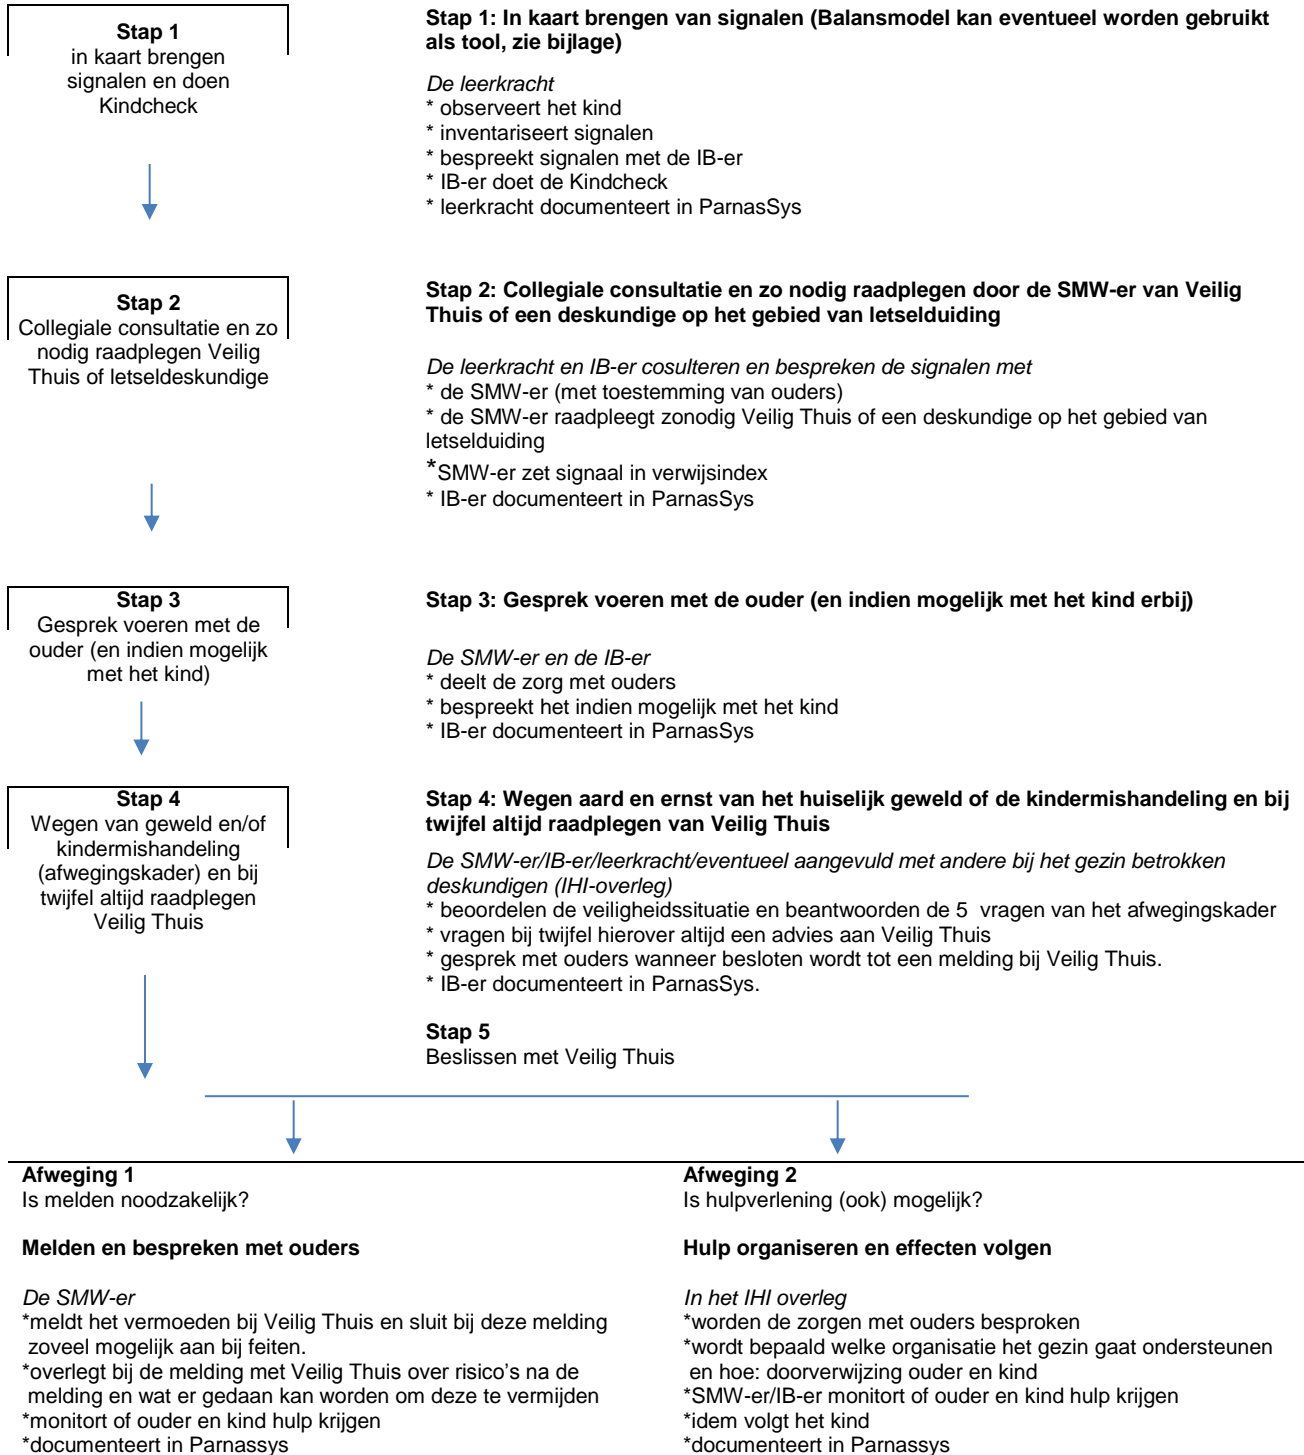 Stap 1
in kaart brengen
signalen en doen
Kindcheck
Stap 1: In kaart brengen van signalen (Balansmodel kan eventueel worden gebruikt
als tool, zie bijlage)
De leerkracht
* observeert het kind
* inventariseert signalen
* bespreekt signalen met de IB-er
* IB-er doet de Kindcheck
* leerkracht documenteert in ParnasSys
Stap 2
Collegiale consultatie en zo
nodig raadplegen Veilig
Thuis of letseldeskundige
Stap 2: Collegiale consultatie en zo nodig raadplegen door de SMW-er van Veilig
Thuis of een deskundige op het gebied van letselduiding
De leerkracht en IB-er cosulteren en bespreken de signalen met
* de SMW-er (met toestemming van ouders)
* de SMW-er raadpleegt zonodig Veilig Thuis of een deskundige op het gebied van
letselduiding
*SMW-er zet signaal in verwijsindex
* IB-er documenteert in ParnasSys
Stap 3
Gesprek voeren met de
ouder (en indien mogelijk
met het kind)
Stap 3: Gesprek voeren met de ouder (en indien mogelijk met het kind erbij)
De SMW-er en de IB-er
* deelt de zorg met ouders
* bespreekt het indien mogelijk met het kind
* IB-er documenteert in ParnasSys
Stap 4
Wegen van geweld en/of
kindermishandeling
(afwegingskader) en bij
twijfel altijd raadplegen
Veilig Thuis
Stap 4: Wegen aard en ernst van het huiselijk geweld of de kindermishandeling en bij
twijfel altijd raadplegen van Veilig Thuis
De SMW-er/IB-er/leerkracht/eventueel aangevuld met andere bij het gezin betrokken
deskundigen (IHI-overleg)
* beoordelen de veiligheidssituatie en beantwoorden de 5  vragen van het afwegingskader
* vragen bij twijfel hierover altijd een advies aan Veilig Thuis
* gesprek met ouders wanneer besloten wordt tot een melding bij Veilig Thuis.
* IB-er documenteert in ParnasSys.
Stap 5
Beslissen met Veilig Thuis
Afweging 1
Is melden noodzakelijk?
Melden en bespreken met ouders
De SMW-er
*meldt het vermoeden bij Veilig Thuis en sluit bij deze melding
zoveel mogelijk aan bij feiten.
*overlegt bij de melding met Veilig Thuis over risico's na de
melding en wat er gedaan kan worden om deze te vermijden
*monitort of ouder en kind hulp krijgen
*documenteert in Parnassys
Afweging 2
Is hulpverlening (ook) mogelijk?
Hulp organiseren en effecten volgen
In het IHI overleg
*worden de zorgen met ouders besproken
*wordt bepaald welke organisatie het gezin gaat ondersteunen
en hoe: doorverwijzing ouder en kind
*SMW-er/IB-er monitort of ouder en kind hulp krijgen
*idem volgt het kind
*documenteert in Parnassys